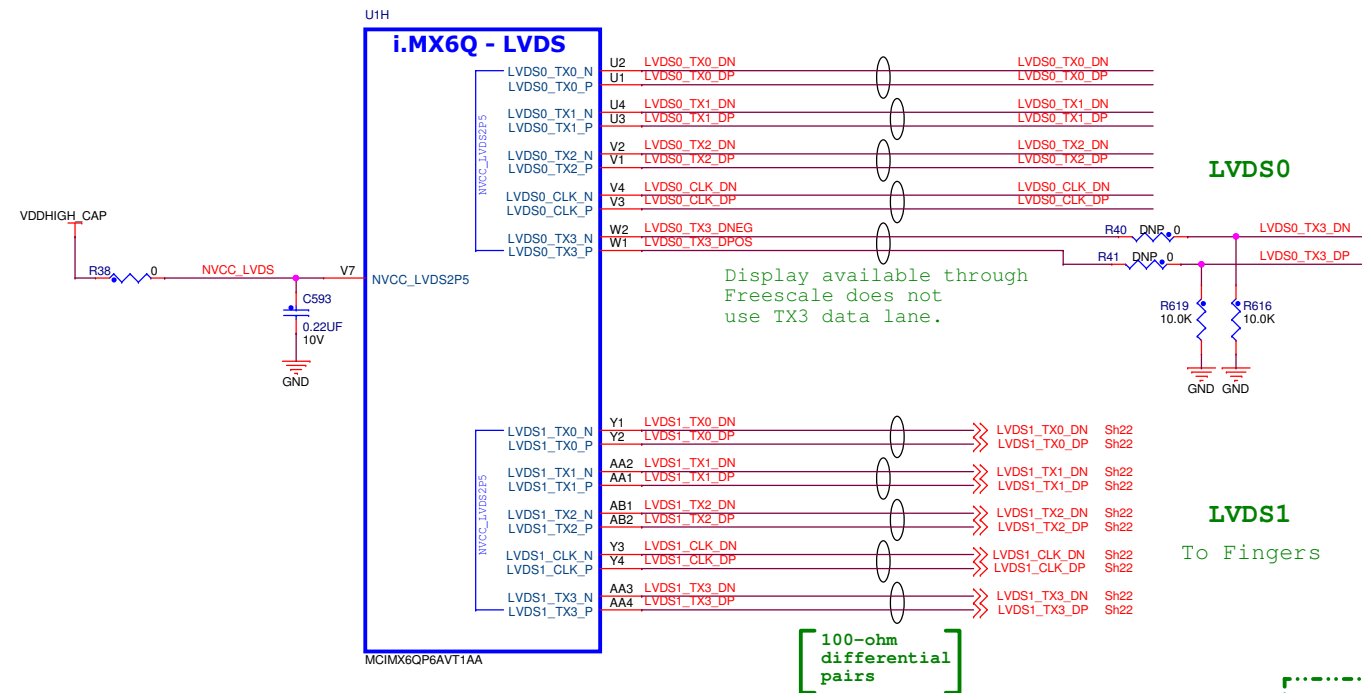 U1H
i.MX6Q - LVDS
LVDS0_TX0_N U2 LVDS0_TX0_DN LVDS0_TX0_DN
LVDS0_TX0_P U1 LVDS0_TX0_DP LVDS0_TX0_DP
LVDS0_TX1_N U4 LVDS0_TX1_DN LVDS0_TX1_DN
LVDS0_TX1_P U3 LVDS0_TX1_DP LVDS0_TX1_DP
NVCC_LVDS2P5
LVDS0_TX2_N V2 LVDS0_TX2_DN LVDS0_TX2_DN
LVDS0_TX2_P V1 LVDS0_TX2_DP LVDS0_TX2_DP
LVDS0
LVDS0_CLK_N V4 LVDS0_CLK_DN LVDS0_CLK_DN
LVDS0_CLK_P V3 LVDS0_CLK_DP LVDS0_CLK_DP
VDDHIGH_CAP
LVDS0_TX3_N W2 LVDS0_TX3_DNEG R40 DNP 0 LVDS0_TX3_DN
LVDS0_TX3_P W1 LVDS0_TX3_DPOS R41 DNP 0 LVDS0_TX3_DP
R38 0 NVCC_LVDS V7 NVCC_LVDS2P5
Display available through
Freescale does not
use TX3 data lane.
C593
0.22UF
10V
GND
R619
10.0K
R616
10.0K
GND GND
LVDS1_TX0_N Y1 LVDS1_TX0_DN LVDS1_TX0_DN Sh22
LVDS1_TX0_P Y2 LVDS1_TX0_DP LVDS1_TX0_DP Sh22
LVDS1_TX1_N AA2 LVDS1_TX1_DN LVDS1_TX1_DN Sh22
LVDS1_TX1_P AA1 LVDS1_TX1_DP LVDS1_TX1_DP Sh22
NVCC_LVDS2P5
LVDS1_TX2_N AB1 LVDS1_TX2_DN LVDS1_TX2_DN Sh22
LVDS1_TX2_P AB2 LVDS1_TX2_DP LVDS1_TX2_DP Sh22
LVDS1
To Fingers
LVDS1_CLK_N Y3 LVDS1_CLK_DN LVDS1_CLK_DN Sh22
LVDS1_CLK_P Y4 LVDS1_CLK_DP LVDS1_CLK_DP Sh22
LVDS1_TX3_N AA3 LVDS1_TX3_DN LVDS1_TX3_DN Sh22
LVDS1_TX3_P AA4 LVDS1_TX3_DP LVDS1_TX3_DP Sh22
100-ohm
differential
pairs
MCIMX6QP6AVT1AA